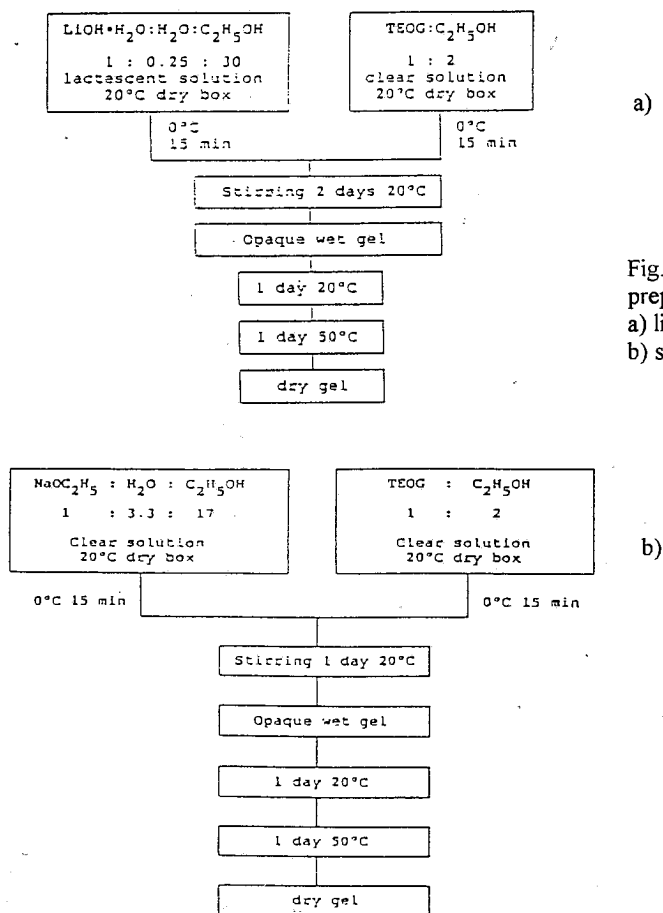 LiOH•H₂O:H₂O:C₂H₅OH
1 : 0.25 : 30
lactescent solution
20°C dry box
TEOG:C₂H₅OH
1 : 2
clear solution
20°C dry box
a)
0°C
15 min
0°C
15 min
Stirring 2 days 20°C
Opaque wet gel
1 day 20°C
1 day 50°C
dry gel
Fig.
prep
a) li
b) s
NaOC₂H₅ : H₂O : C₂H₅OH
1 : 3.3 : 17
Clear solution
20°C dry box
TEOG : C₂H₅OH
1 : 2
Clear solution
20°C dry box
b)
0°C 15 min
0°C 15 min
Stirring 1 day 20°C
Opaque wet gel
1 day 20°C
1 day 50°C
dry gel